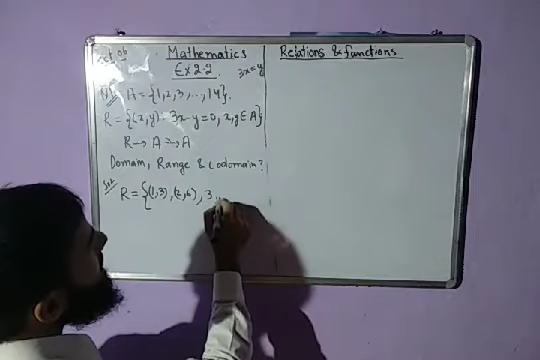 Mathematics
Relations & functions
Ex 2.2
3x=y
A = {1,2,3,...,14}.
R = {(x,y): 3x-y=0, x,y∈A}
R → A → A
Domain, Range & Codomain?
R = {(1,3),(2,6),3